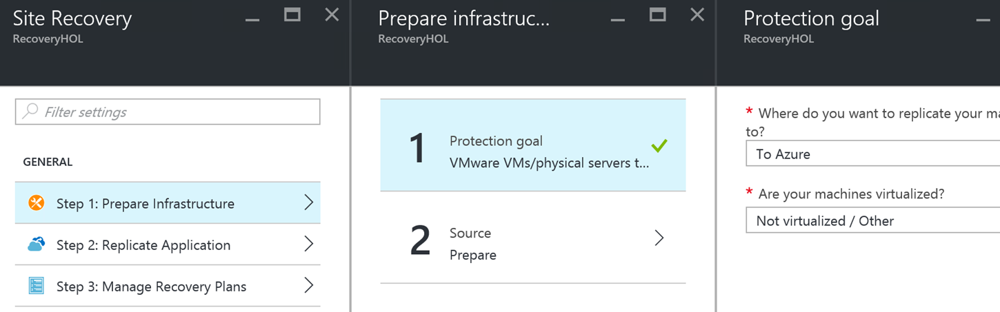 Site Recovery
RecoveryHOL
Filter settings
GENERAL
Step 1: Prepare Infrastructure
Step 2: Replicate Application
Step 3: Manage Recovery Plans
Prepare infrastruc...
RecoveryHOL
1
Protection goal
VMware VMs/physical servers t...
2
Source
Prepare
Protection goal
RecoveryHOL
* Where do you want to replicate your
to?
To Azure
* Are your machines virtualized?
Not virtualized / Other